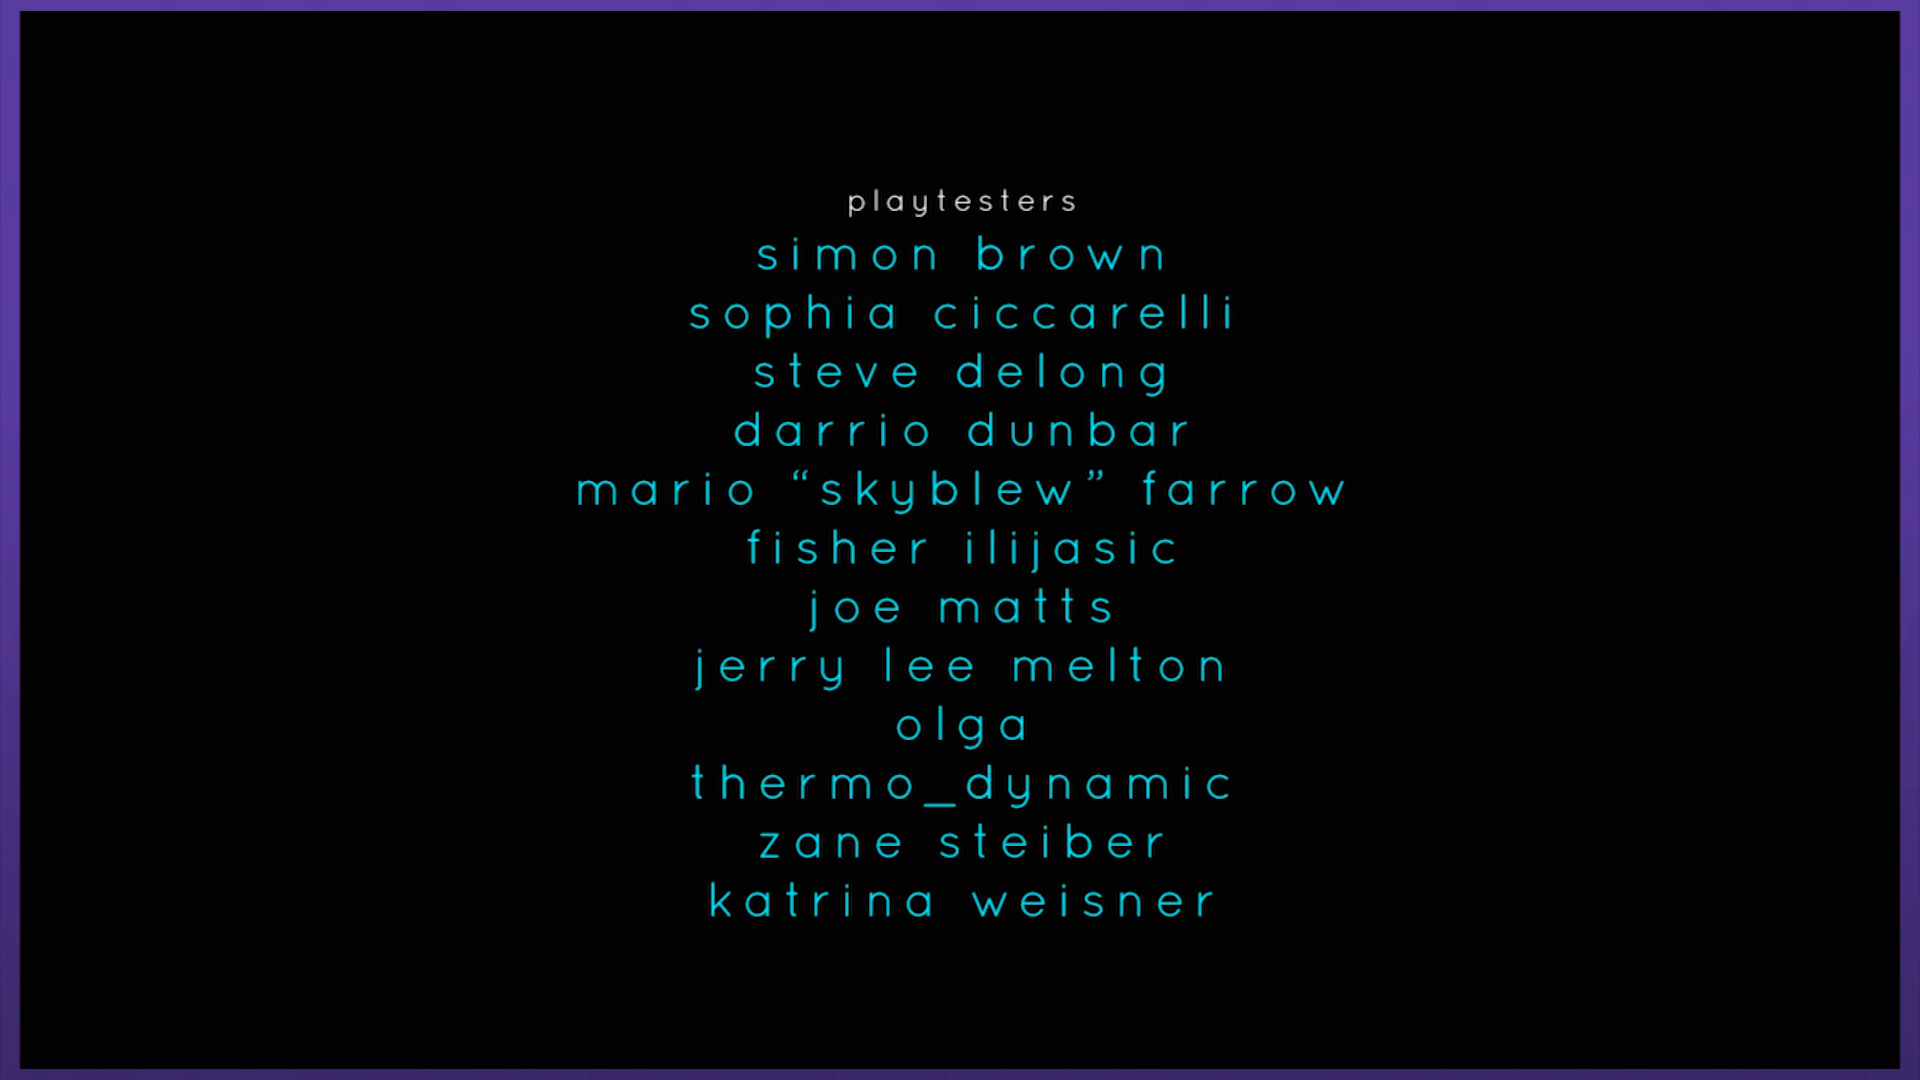 playtesters
simon brown
sophia ciccarelli
steve delong
darrio dunbar
mario “skyblew” farrow
fisher ilijasic
joe matts
jerry lee melton
olga
thermo_dynamic
zane steiber
katrina weisner